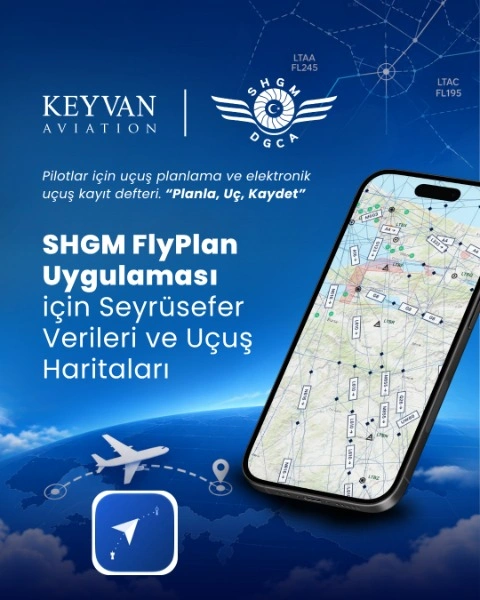 LTAA
FL245
LTAC
FL195
KEYVAN
AVIATION
SHGM
DGCA
Pilotlar için uçuş planlama ve elektronik
uçuş kayıt defteri. “Planla, Uç, Kaydet”
SHGM FlyPlan
Uygulaması
için Seyrüsefer
Verileri ve Uçuş
Haritaları